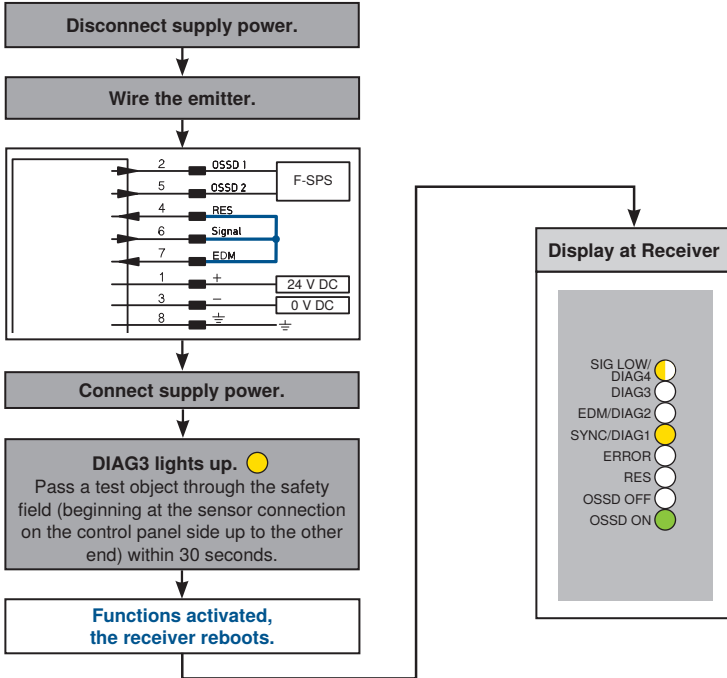 Disconnect supply power.
Wire the emitter.
2 OSSD 1
F-SPS
5 OSSD 2
4 RES
6 Signal
7 EDM
1 + 24 V DC
3 − 0 V DC
8
Connect supply power.
DIAG3 lights up.
Pass a test object through the safety
field (beginning at the sensor connection
on the control panel side up to the other
end) within 30 seconds.
Functions activated,
the receiver reboots.
Display at Receiver
SIG LOW/
DIAG4
DIAG3
EDM/DIAG2
SYNC/DIAG1
ERROR
RES
OSSD OFF
OSSD ON